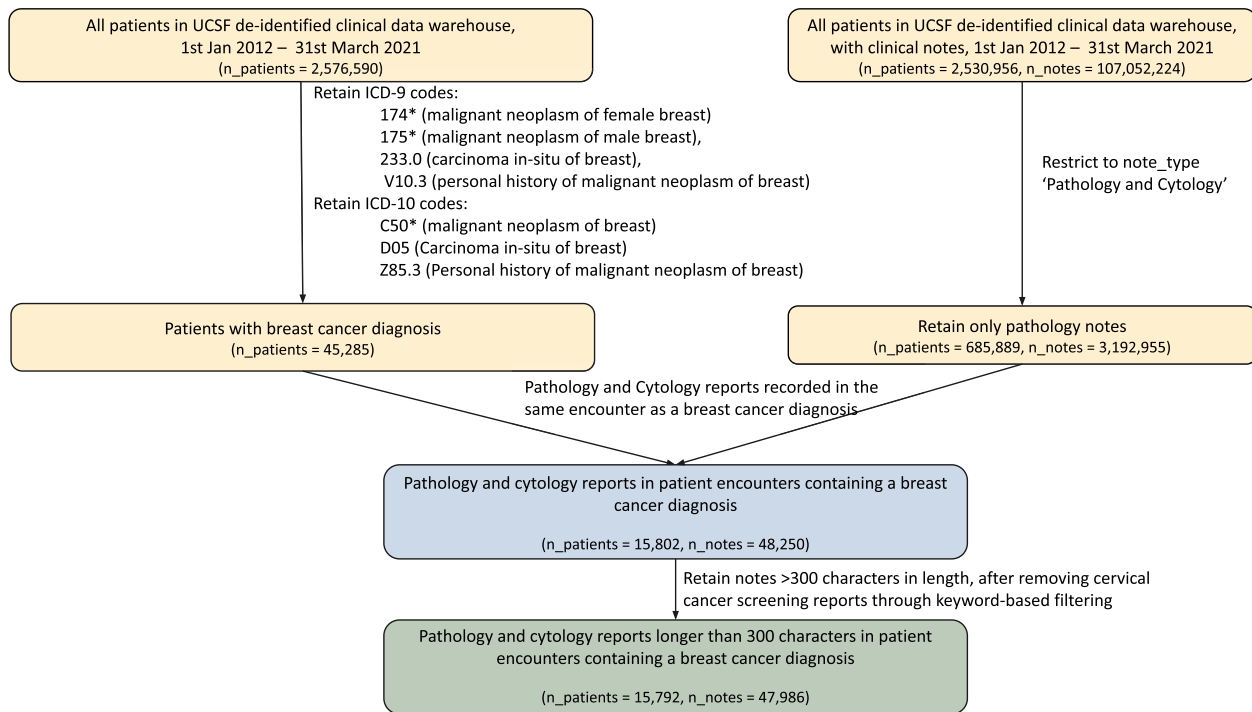 All patients in UCSF de-identified clinical data warehouse,
1st Jan 2012 – 31st March 2021
(n_patients = 2,576,590)
All patients in UCSF de-identified clinical data warehouse,
with clinical notes, 1st Jan 2012 – 31st March 2021
(n_patients = 2,530,956, n_notes = 107,052,224)
Retain ICD-9 codes:
174* (malignant neoplasm of female breast)
175* (malignant neoplasm of male breast),
233.0 (carcinoma in-situ of breast),
V10.3 (personal history of malignant neoplasm of breast)
Retain ICD-10 codes:
C50* (malignant neoplasm of breast)
D05 (Carcinoma in-situ of breast)
Z85.3 (Personal history of malignant neoplasm of breast)
Restrict to note_type
‘Pathology and Cytology’
Patients with breast cancer diagnosis
(n_patients = 45,285)
Retain only pathology notes
(n_patients = 685,889, n_notes = 3,192,955)
Pathology and Cytology reports recorded in the
same encounter as a breast cancer diagnosis
Pathology and cytology reports in patient encounters containing a breast
cancer diagnosis
(n_patients = 15,802, n_notes = 48,250)
Retain notes >300 characters in length, after removing cervical
cancer screening reports through keyword-based filtering
Pathology and cytology reports longer than 300 characters in patient
encounters containing a breast cancer diagnosis
(n_patients = 15,792, n_notes = 47,986)